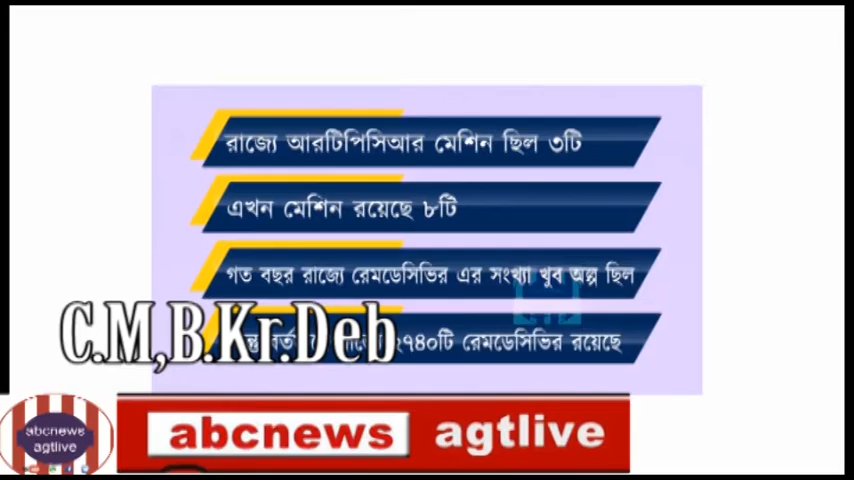 রাজ্যে আরটিপিসিআর মেশিন ছিল ৩টি
এখন মেশিন রয়েছে ৮টি
গত বছর রাজ্যে রেমডেসিভির এর সংখ্যা খুব অল্প ছিল
২৭৪০টি রেমডেসিভির রয়েছে
C.M,B.Kr.Deb
abcnews agtlive
abcnews
agtlive